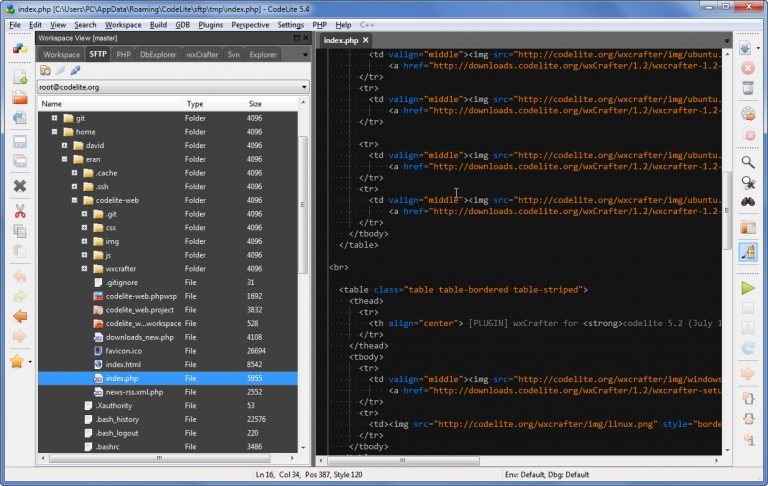 index.php [C:\Users\PC\AppData\Roaming\CodeLite\sftp\tmp\index.php] - CodeLite 5.4
File Edit View Search Workspace Build GDB Plugins Perspective Settings PHP Help C++
Workspace View [master]
Workspace SFTP PHP DbExplorer wxCrafter Svn Explorer
root@codelite.org
Name Type Size
git Folder 4096
home Folder 4096
david Folder 4096
eran Folder 4096
.cache Folder 4096
.ssh Folder 4096
codelite-web Folder 4096
.git Folder 4096
css Folder 4096
img Folder 4096
js Folder 4096
wxcrafter Folder 4096
.gitignore File 31
codelite-web.phpwsp File 1692
codelite_web.project File 3832
codelite_w...workspace File 528
downloads_new.php File 4108
favicon.ico File 26694
index.html File 8542
index.php File 5955
news-rss.xml.php File 2552
.Xauthority File 53
.bash_history File 22576
.bash_logout File 220
.bashrc File 3486
index.php
<td valign="middle"><img src="http://codelite.org/wxcrafter/img/ubuntu.
<a href="http://downloads.codelite.org/wxCrafter/1.2/wxcrafter-1.2-
</tr>
<tr>
<td valign="middle"><img src="http://codelite.org/wxcrafter/img/ubuntu.
<a href="http://downloads.codelite.org/wxCrafter/1.2/wxcrafter-1.2-
</tr>
<tr>
<td valign="middle"><img src="http://codelite.org/wxcrafter/img/ubuntu.
<a href="http://downloads.codelite.org/wxCrafter/1.2/wxcrafter-1.2-
</tr>
<tr>
<td valign="middle"><img src="http://codelite.org/wxcrafter/img/ubuntu.
<a href="http://downloads.codelite.org/wxCrafter/1.2/wxcrafter-1.2-
</tr>
</tbody>
</table>
<br>
<table class="table table-bordered table-striped">
<thead>
<tr>
<th align="center"> [PLUGIN] wxCrafter for <strong>codelite 5.2 (July 1
</tr>
</thead>
<tbody>
<tr>
<td valign="middle"><img src="http://codelite.org/wxcrafter/img/windows
<a href="http://downloads.codelite.org/wxCrafter/1.2/wxcrafter-setu
</tr>
<tr>
<td><img src="http://codelite.org/wxcrafter/img/linux.png" style="borde
Ln 16, Col 34, Pos 387, Style 120
Env: Default, Dbg: Default